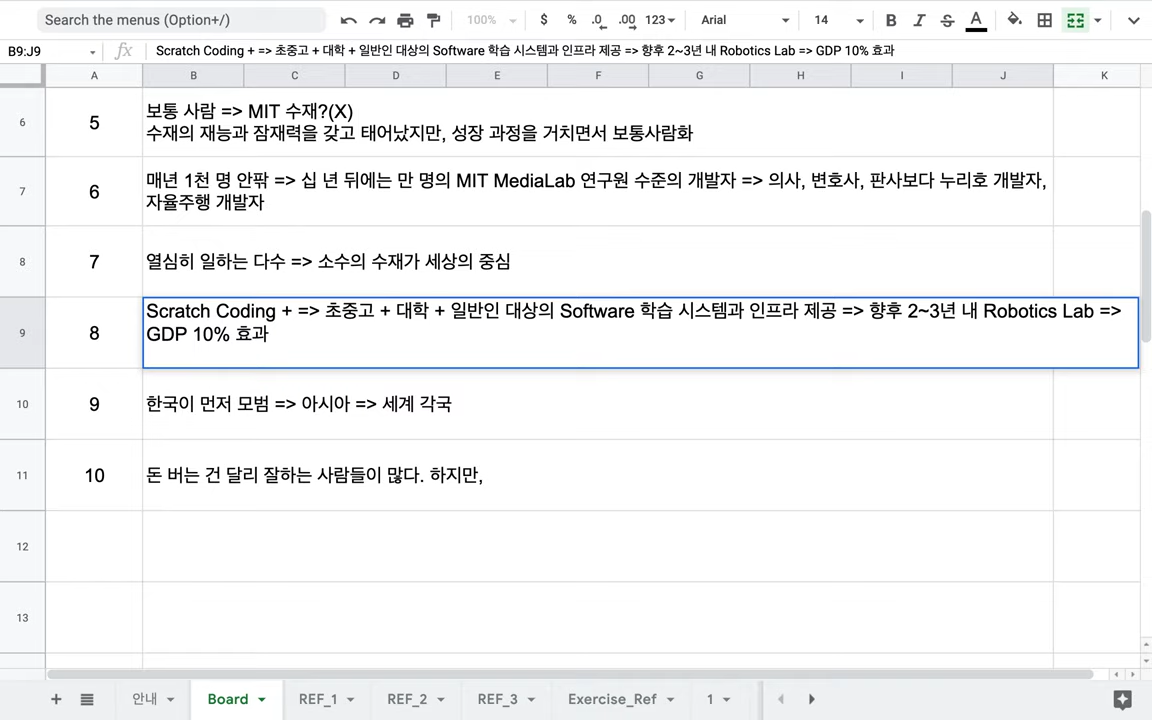 Search the menus (Option+/)
100%
$ % .0 .00 123
Arial
14
B I S A
B9:J9
fx
Scratch Coding + => 초중고 + 대학 + 일반인 대상의 Software 학습 시스템과 인프라 제공 => 향후 2~3년 내 Robotics Lab => GDP 10% 효과
A B C D E F G H I J K
6
5
보통 사람 => MIT 수재?(X)
수재의 재능과 잠재력을 갖고 태어났지만, 성장 과정을 거치면서 보통사람화
7
6
매년 1천 명 안팎 => 십 년 뒤에는 만 명의 MIT MediaLab 연구원 수준의 개발자 => 의사, 변호사, 판사보다 누리호 개발자,
자율주행 개발자
8
7
열심히 일하는 다수 => 소수의 수재가 세상의 중심
9
8
Scratch Coding + => 초중고 + 대학 + 일반인 대상의 Software 학습 시스템과 인프라 제공 => 향후 2~3년 내 Robotics Lab =>
GDP 10% 효과
10
9
한국이 먼저 모범 => 아시아 => 세계 각국
11
10
돈 버는 건 달리 잘하는 사람들이 많다. 하지만,
12
13
+ 안내 Board REF_1 REF_2 REF_3 Exercise_Ref 1